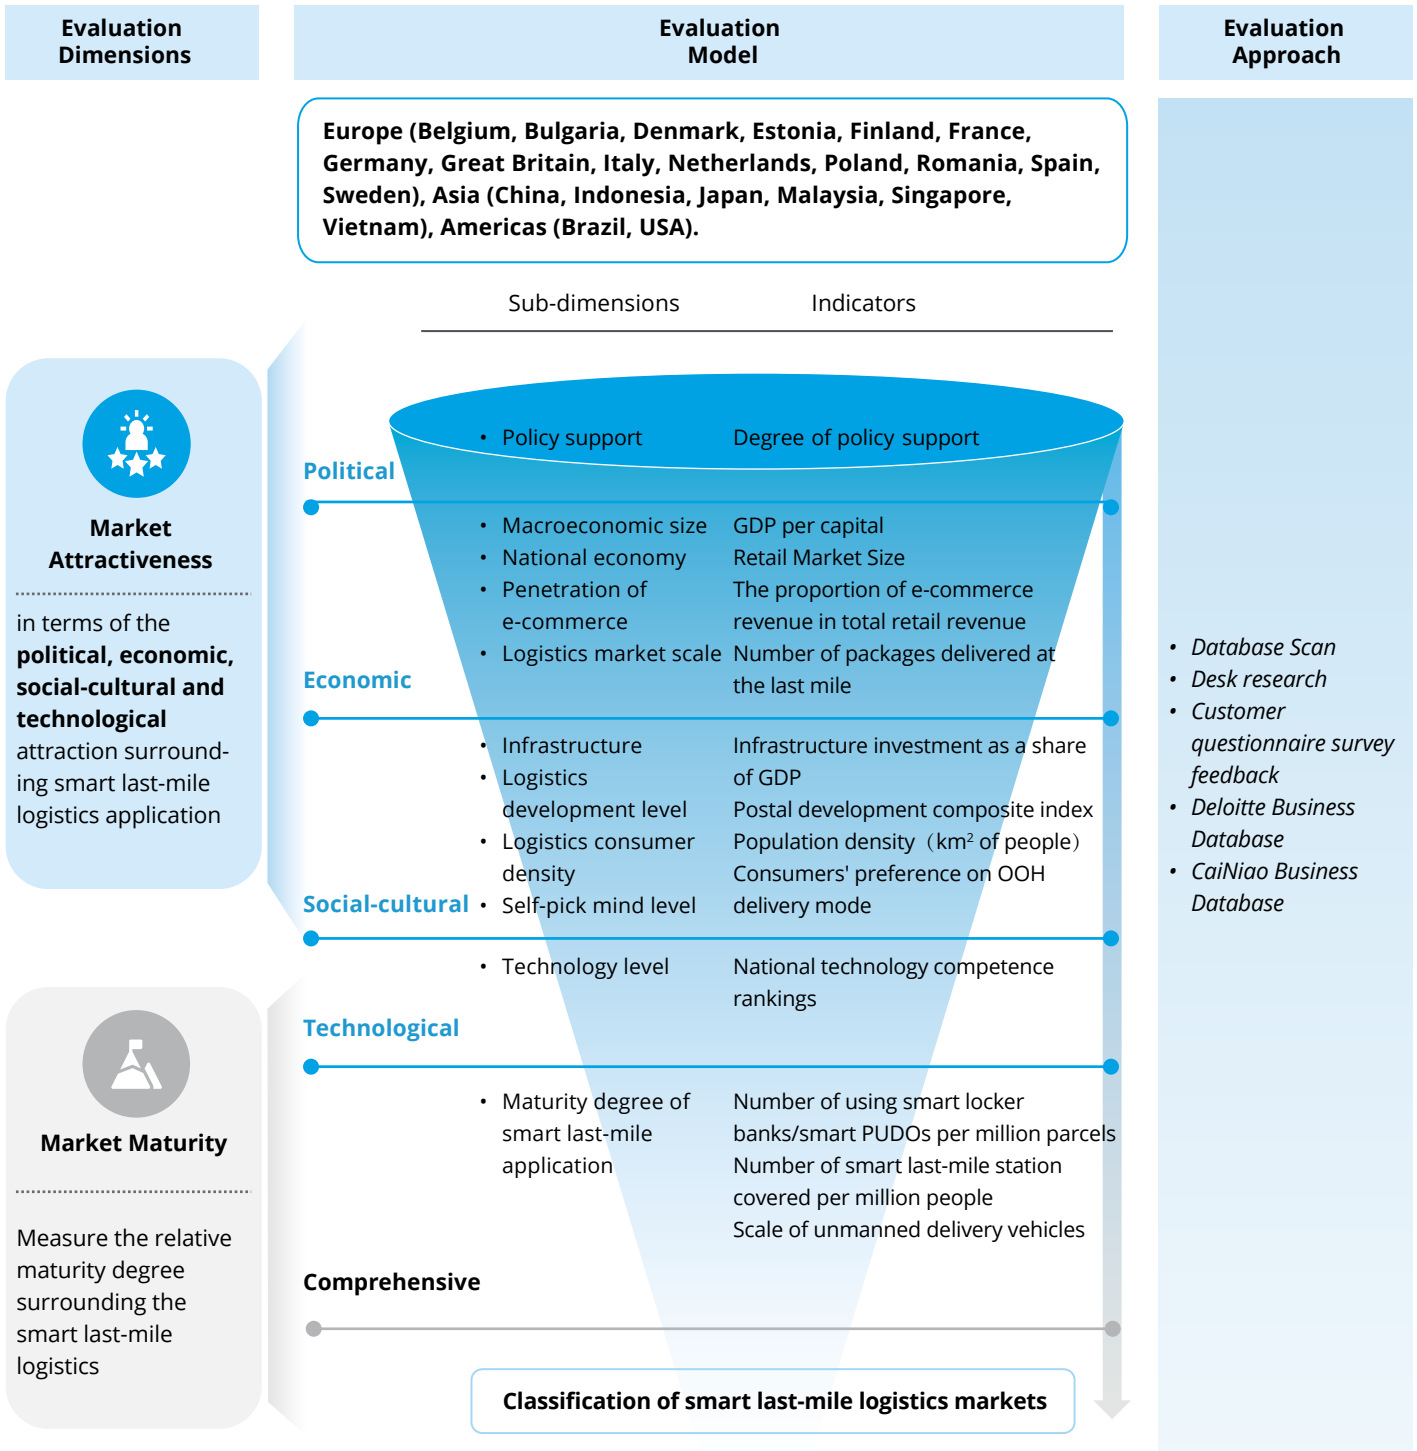 Evaluation
Dimensions
Evaluation
Model
Evaluation
Approach
Europe (Belgium, Bulgaria, Denmark, Estonia, Finland, France,
Germany, Great Britain, Italy, Netherlands, Poland, Romania, Spain,
Sweden), Asia (China, Indonesia, Japan, Malaysia, Singapore,
Vietnam), Americas (Brazil, USA).
Sub-dimensions
Indicators
Market
Attractiveness
in terms of the
political, economic,
social-cultural and
technological
attraction surround-
ing smart last-mile
logistics application
Political
• Policy support
Degree of policy support
Economic
• Macroeconomic size
• National economy
• Penetration of
e-commerce
• Logistics market scale
GDP per capital
Retail Market Size
The proportion of e-commerce
revenue in total retail revenue
Number of packages delivered at
the last mile
Social-cultural
• Infrastructure
• Logistics
development level
• Logistics consumer
density
• Self-pick mind level
Infrastructure investment as a share
of GDP
Postal development composite index
Population density（km² of people）
Consumers' preference on OOH
delivery mode
Technological
• Technology level
National technology competence
rankings
Market Maturity
Measure the relative
maturity degree
surrounding the
smart last-mile
logistics
Comprehensive
• Maturity degree of
smart last-mile
application
Number of using smart locker
banks/smart PUDOs per million parcels
Number of smart last-mile station
covered per million people
Scale of unmanned delivery vehicles
Classification of smart last-mile logistics markets
• Database Scan
• Desk research
• Customer
questionnaire survey
feedback
• Deloitte Business
Database
• CaiNiao Business
Database